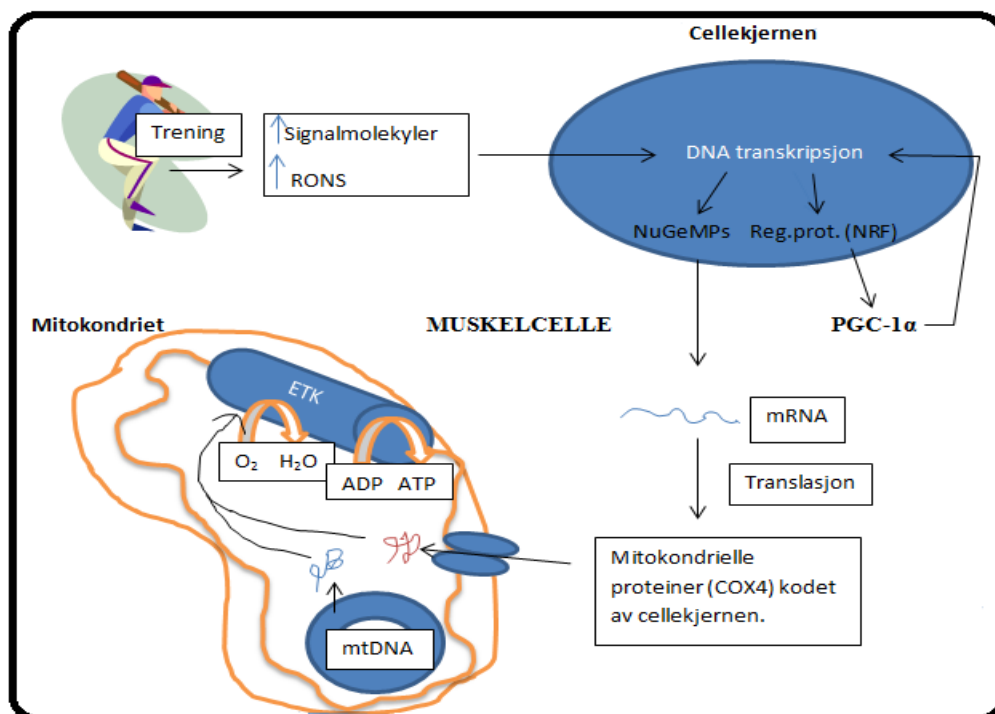 Cellekjernen
Trening
Signalmolekyler
RONS
DNA transkripsjon
NuGeMPs Reg.prot. (NRF)
Mitokondriet
MUSKELCELLE
PGC-1α
ETK
O₂ H₂O
ADP ATP
mRNA
Translasjon
Mitokondrielle
proteiner (COX4) kodet
av cellekjernen.
mtDNA